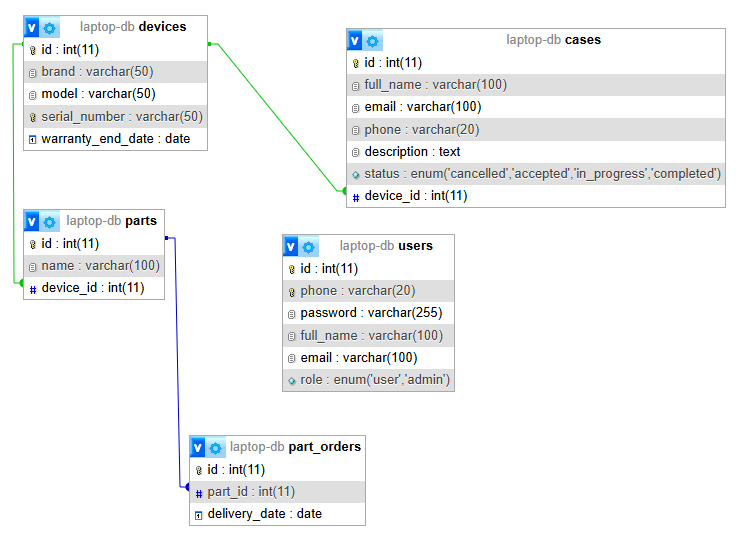 laptop-db devices
id : int(11)
brand : varchar(50)
model : varchar(50)
serial_number : varchar(50)
warranty_end_date : date
laptop-db cases
id : int(11)
full_name : varchar(100)
email : varchar(100)
phone : varchar(20)
description : text
status : enum('cancelled','accepted','in_progress','completed')
device_id : int(11)
laptop-db parts
id : int(11)
name : varchar(100)
device_id : int(11)
laptop-db users
id : int(11)
phone : varchar(20)
password : varchar(255)
full_name : varchar(100)
email : varchar(100)
role : enum('user','admin')
laptop-db part_orders
id : int(11)
part_id : int(11)
delivery_date : date